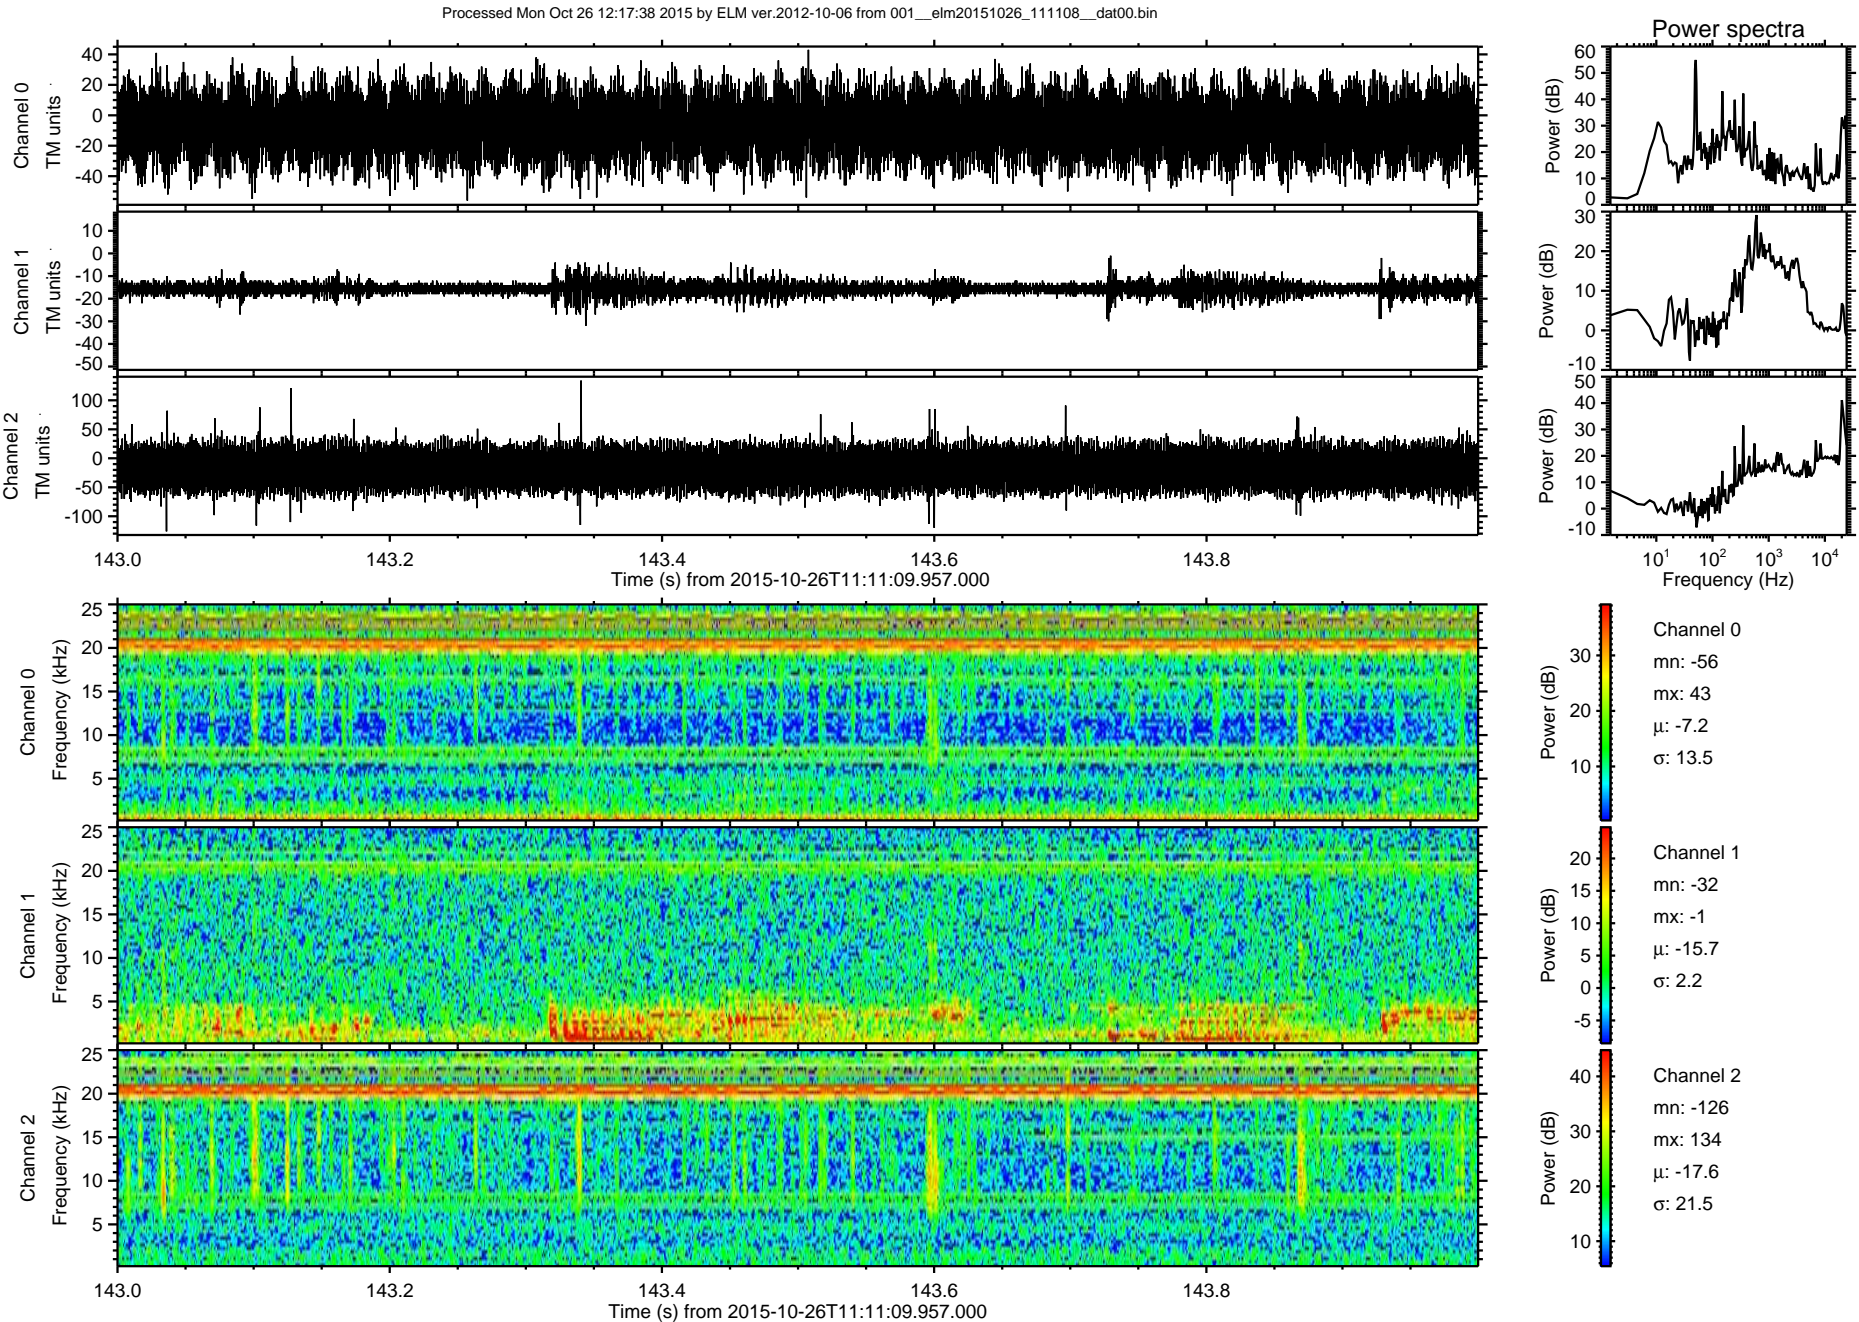 Processed Mon Oct 26 12:17:38 2015 by ELM ver.2012-10-06 from 001__elm20151026_111108__dat00.bin
Power spectra
Channel 0
TM units
40
20
0
-20
-40
Power (dB)
60
50
40
30
20
10
0
Channel 1
TM units
10
0
-10
-20
-30
-40
-50
Power (dB)
30
20
10
0
-10
Channel 2
TM units
100
50
0
-50
-100
Power (dB)
50
40
30
20
10
0
-10
143.0 143.2 143.4 143.6 143.8
Time (s) from 2015-10-26T11:11:09.957.000
10¹ 10² 10³ 10⁴
Frequency (Hz)
Channel 0
Frequency (kHz)
25
20
15
10
5
Power (dB)
30
20
10
Channel 0
mn: -56
mx: 43
μ: -7.2
σ: 13.5
Channel 1
Frequency (kHz)
25
20
15
10
5
Power (dB)
20
15
10
5
0
-5
Channel 1
mn: -32
mx: -1
μ: -15.7
σ: 2.2
Channel 2
Frequency (kHz)
25
20
15
10
5
Power (dB)
40
30
20
10
Channel 2
mn: -126
mx: 134
μ: -17.6
σ: 21.5
143.0 143.2 143.4 143.6 143.8
Time (s) from 2015-10-26T11:11:09.957.000